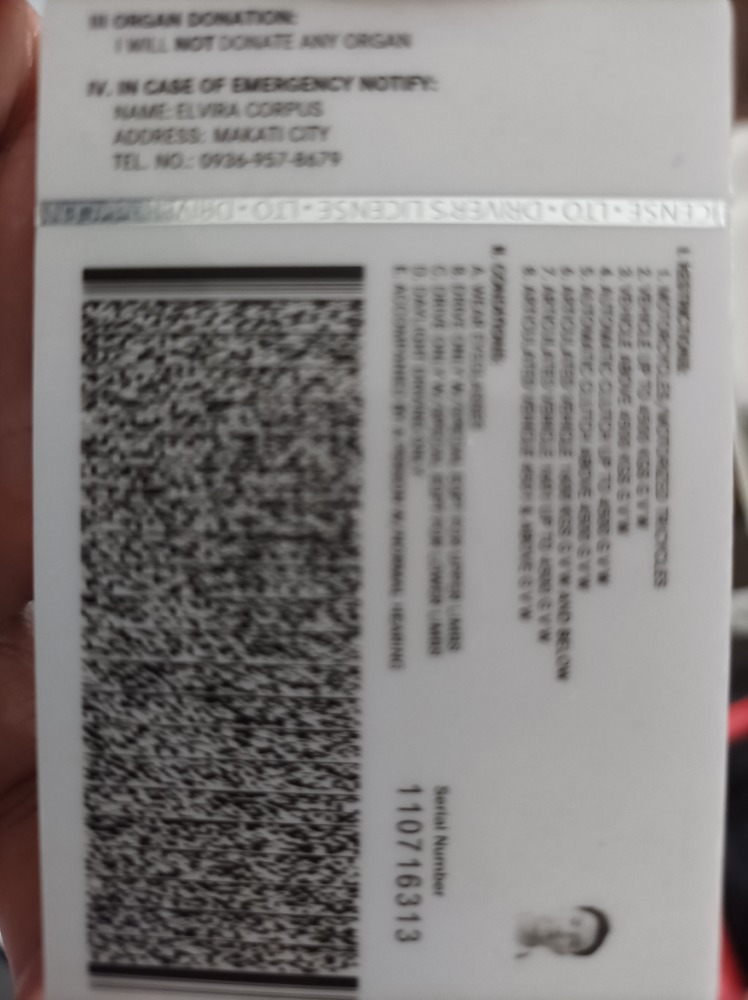 III ORGAN DONATION:
I WILL NOT DONATE ANY ORGAN
IV. IN CASE OF EMERGENCY NOTIFY:
NAME: ELVIRA CORPUS
ADDRESS: MAKATI CITY
TEL. NO.: 0936-957-8679
CENSE • LTO • DRIVER'S LICENSE • LTO • DRIVER'S LICENSE
I. RESTRICTIONS:
1. MOTORCYCLES/MOTORIZED TRICYCLES
2. VEHICLE UP TO 4500 KGS G V W
3. VEHICLE ABOVE 4500 KGS G V W
4. AUTOMATIC CLUTCH UP TO 4500 G V W
5. AUTOMATIC CLUTCH ABOVE 4500 G V W
6. ARTICULATED VEHICLE 1600 KGS G V W AND BELOW
7. ARTICULATED VEHICLE 1601 UP TO 4500 G V W
8. ARTICULATED VEHICLE 4501 & ABOVE G V W
II. CONDITIONS:
A. WEAR EYEGLASSES
B. DRIVE ONLY W/SPECIAL EQPT FOR UPPER LIMBS
C. DRIVE ONLY W/SPECIAL EQPT FOR LOWER LIMBS
D. DAYLIGHT DRIVING ONLY
E. ACCOMPANIED BY A PERSON W/NORMAL HEARING
Serial Number
110716313